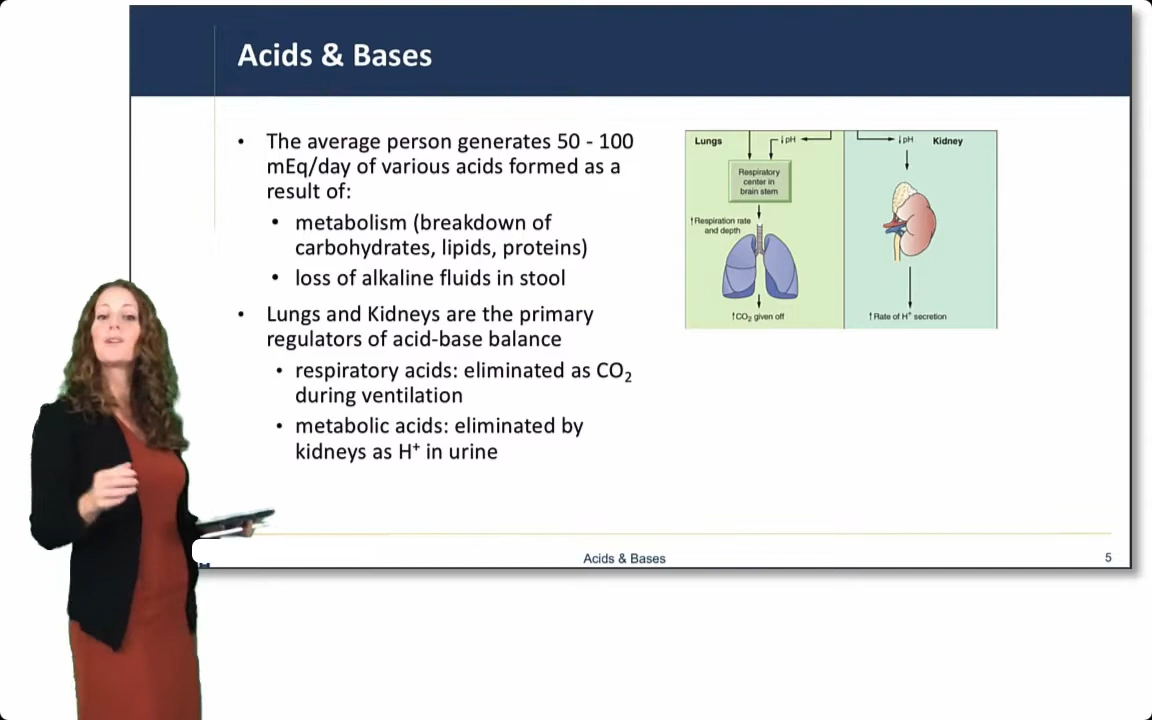 Acids & Bases
• The average person generates 50 - 100
mEq/day of various acids formed as a
result of:
• metabolism (breakdown of
carbohydrates, lipids, proteins)
• loss of alkaline fluids in stool
• Lungs and Kidneys are the primary
regulators of acid-base balance
• respiratory acids: eliminated as CO₂
during ventilation
• metabolic acids: eliminated by
kidneys as H⁺ in urine
Lungs
↓pH
Respiratory
center in
brain stem
↑Respiration rate
and depth
↑CO₂ given off
↓pH
Kidney
↑Rate of H⁺ secretion
Acids & Bases
5